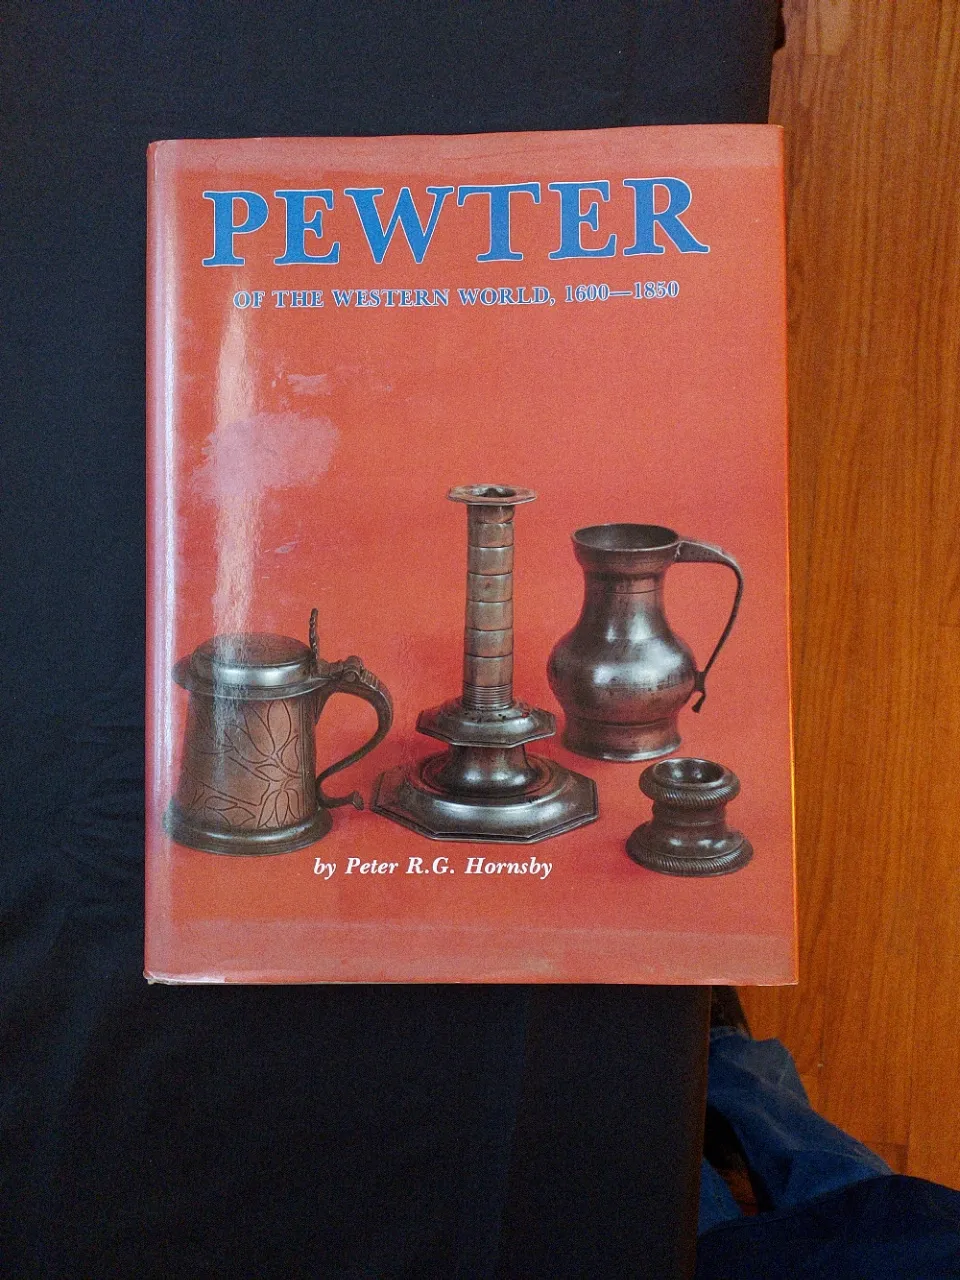 PEWTER
OF THE WESTERN WORLD, 1600—1850
by Peter R.G. Hornsby